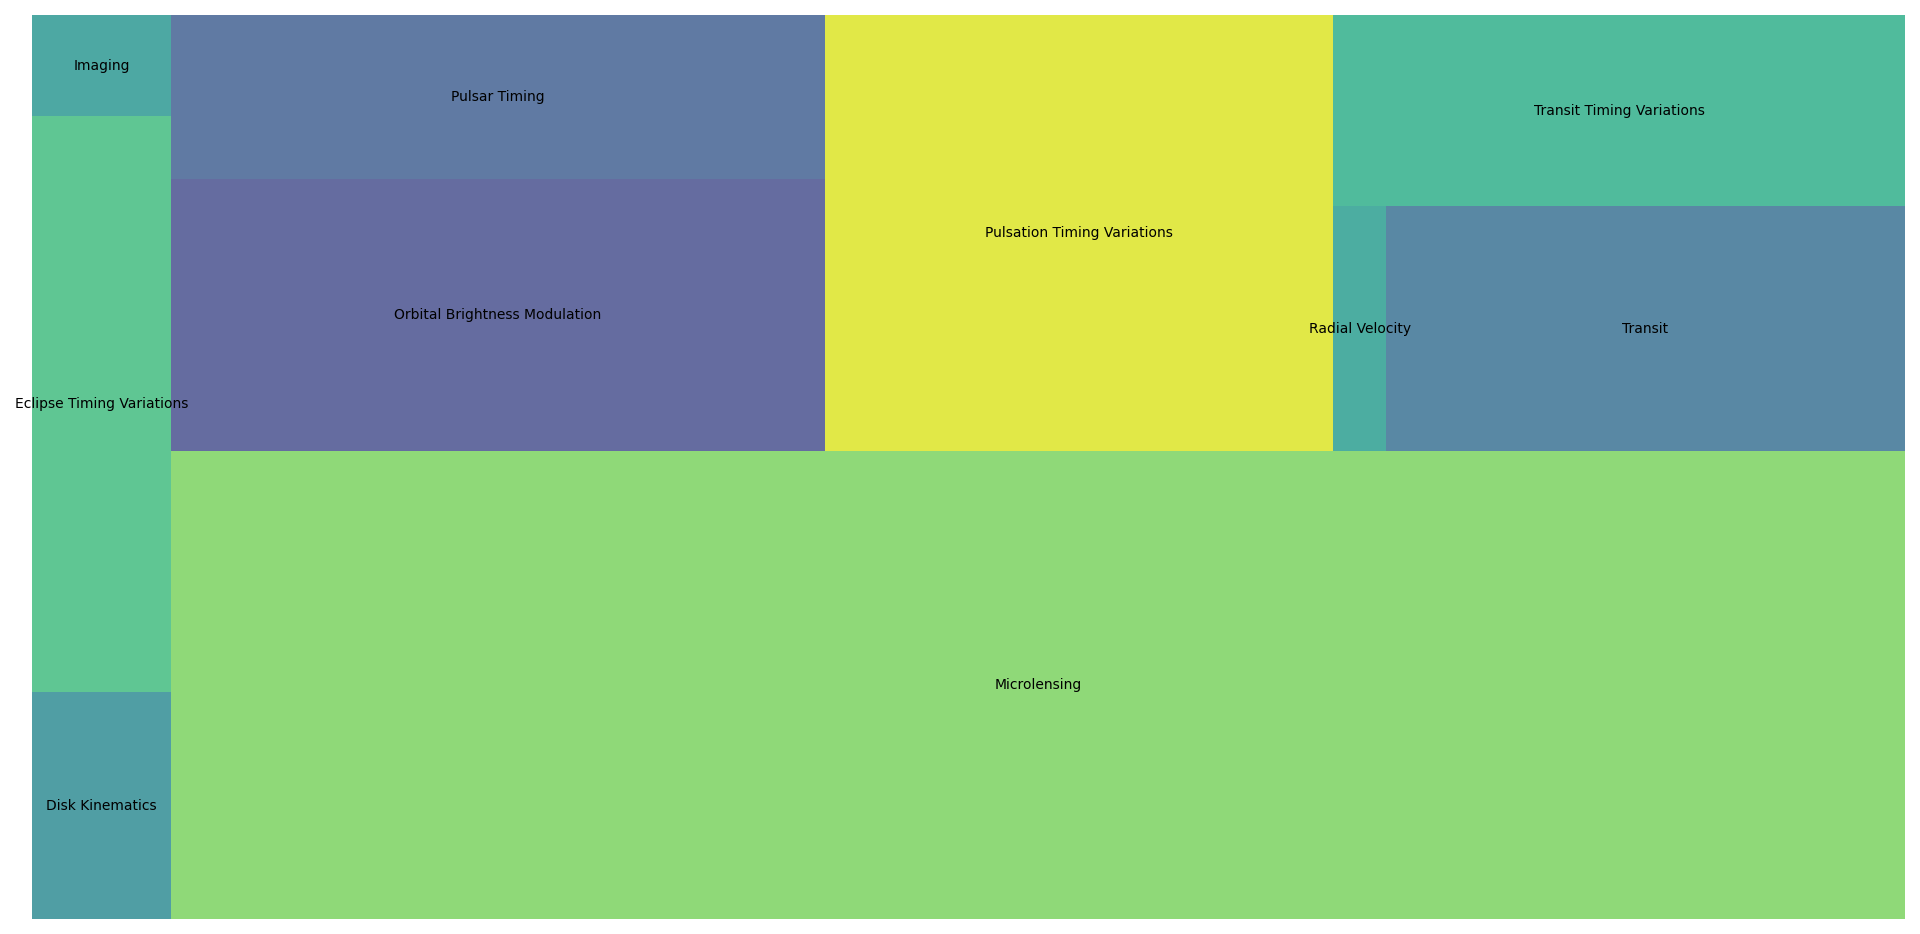 Imaging
Pulsar Timing
Transit Timing Variations
Pulsation Timing Variations
Orbital Brightness Modulation
Radial Velocity
Transit
Eclipse Timing Variations
Microlensing
Disk Kinematics